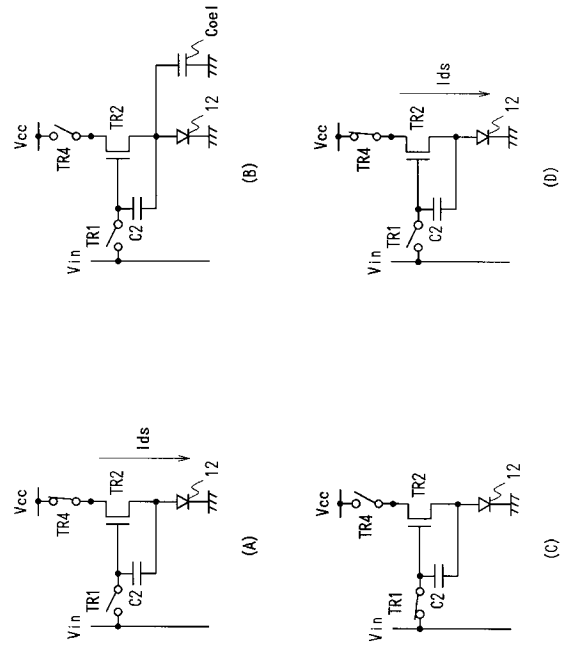 Vcc
TR4
Ids
TR2
Vin
TR1
C2
12
(A)
Vcc
TR4
Coel
TR2
Vin
TR1
C2
12
(B)
Vcc
TR4
TR2
Vin
TR1
C2
12
(C)
Vcc
TR4
Ids
TR2
Vin
TR1
C2
12
(D)